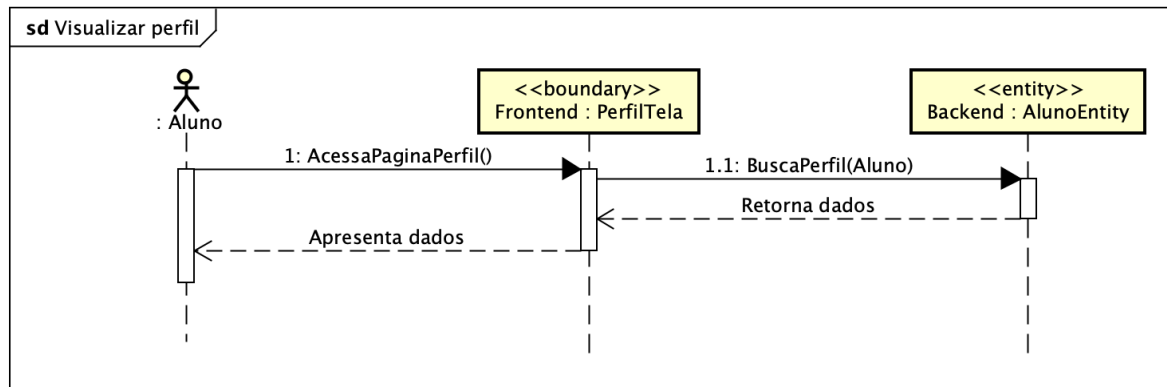 sd Visualizar perfil
: Aluno
<<boundary>>
Frontend : PerfilTela
<<entity>>
Backend : AlunoEntity
1: AcessaPaginaPerfil()
1.1: BuscaPerfil(Aluno)
Retorna dados
Apresenta dados